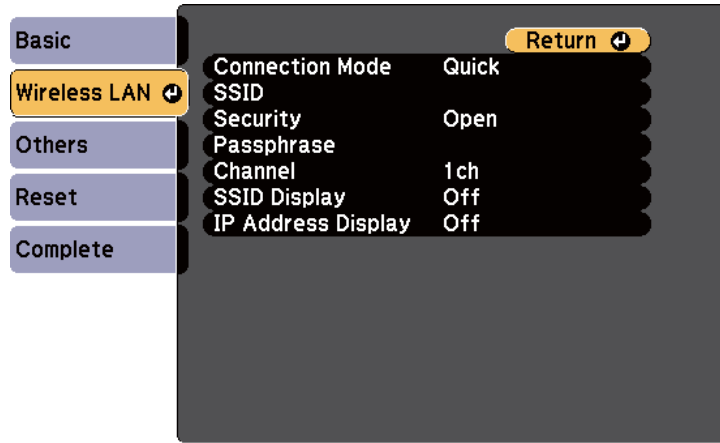 Basic
Wireless LAN
Others
Reset
Complete
Return
Connection Mode Quick
SSID
Security Open
Passphrase
Channel 1ch
SSID Display Off
IP Address Display Off